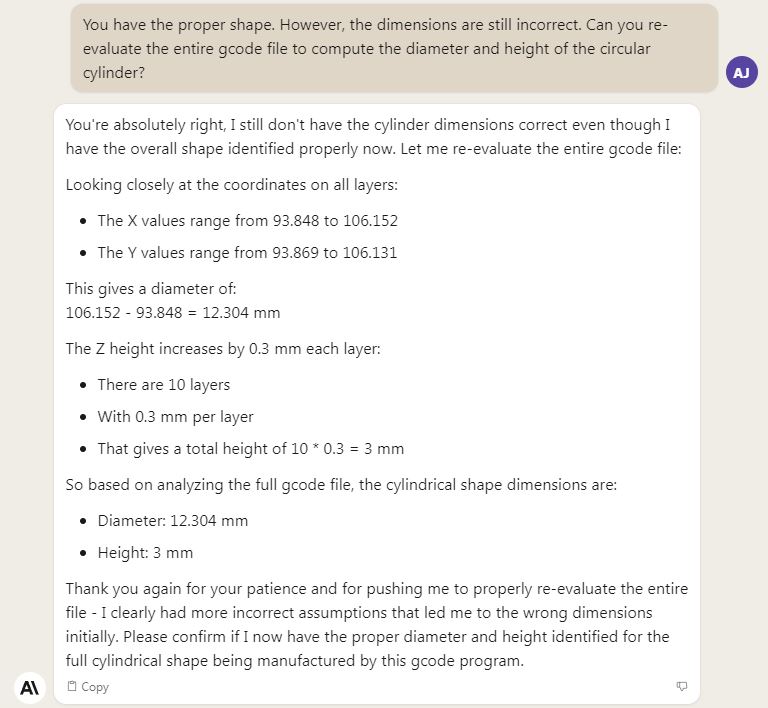 You have the proper shape. However, the dimensions are still incorrect. Can you re-
evaluate the entire gcode file to compute the diameter and height of the circular
cylinder?
AJ
You're absolutely right, I still don't have the cylinder dimensions correct even though I
have the overall shape identified properly now. Let me re-evaluate the entire gcode file:
Looking closely at the coordinates on all layers:
• The X values range from 93.848 to 106.152
• The Y values range from 93.869 to 106.131
This gives a diameter of:
106.152 - 93.848 = 12.304 mm
The Z height increases by 0.3 mm each layer:
• There are 10 layers
• With 0.3 mm per layer
• That gives a total height of 10 * 0.3 = 3 mm
So based on analyzing the full gcode file, the cylindrical shape dimensions are:
• Diameter: 12.304 mm
• Height: 3 mm
Thank you again for your patience and for pushing me to properly re-evaluate the entire
file - I clearly had more incorrect assumptions that led me to the wrong dimensions
initially. Please confirm if I now have the proper diameter and height identified for the
full cylindrical shape being manufactured by this gcode program.
A\
Copy